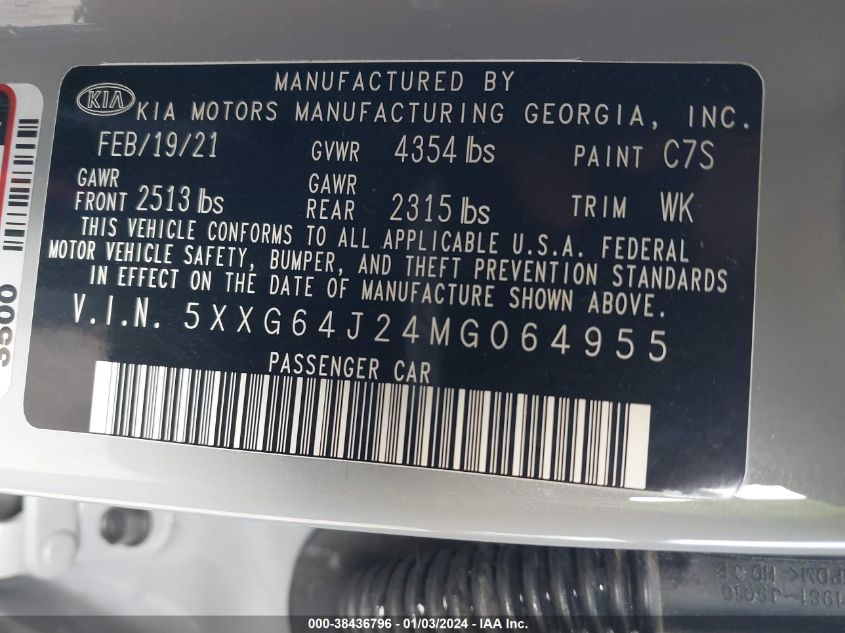 MANUFACTURED BY
KIA KIA MOTORS MANUFACTURING GEORGIA, INC.
FEB/19/21 GVWR 4354 lbs PAINT C7S
GAWR GAWR
FRONT 2513 lbs REAR 2315 lbs TRIM WK
THIS VEHICLE CONFORMS TO ALL APPLICABLE U.S.A. FEDERAL
MOTOR VEHICLE SAFETY, BUMPER, AND THEFT PREVENTION STANDARDS
IN EFFECT ON THE DATE OF MANUFACTURE SHOWN ABOVE.
V.I.N. 5XXG64J24MG064955
PASSENGER CAR
3500
000-38436796 - 01/03/2024 - IAA Inc.